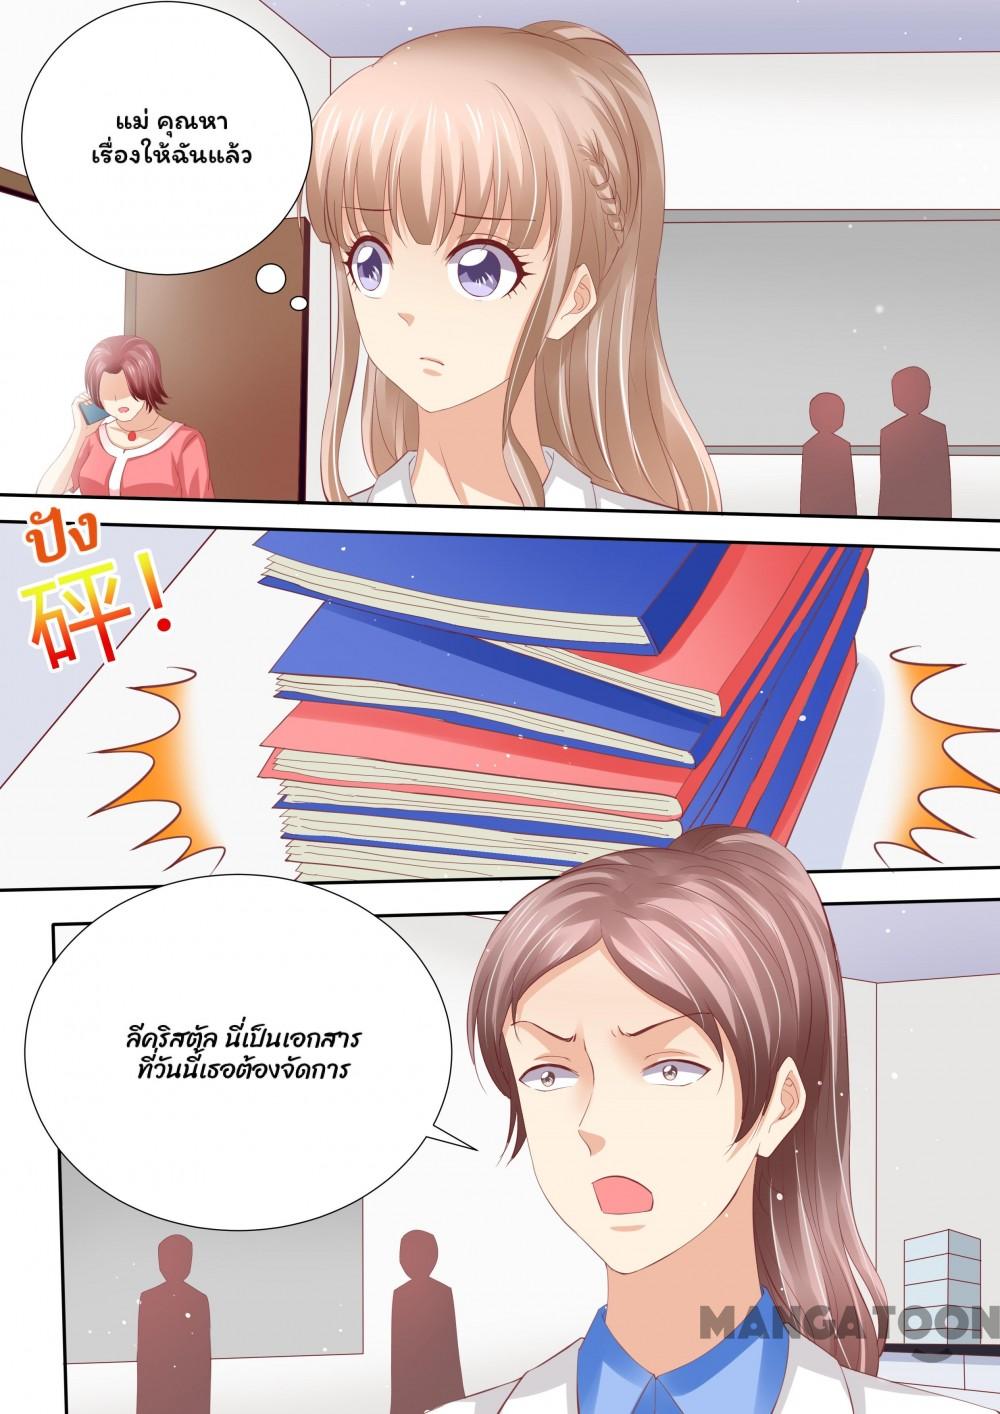 แม่ คุณหา
เรื่องให้ฉันแล้ว
ปัง
砰!
ลีคริสตัล นี่เป็นเอกสาร
ที่วันนี้เธอต้องจัดการ
MANGATOON